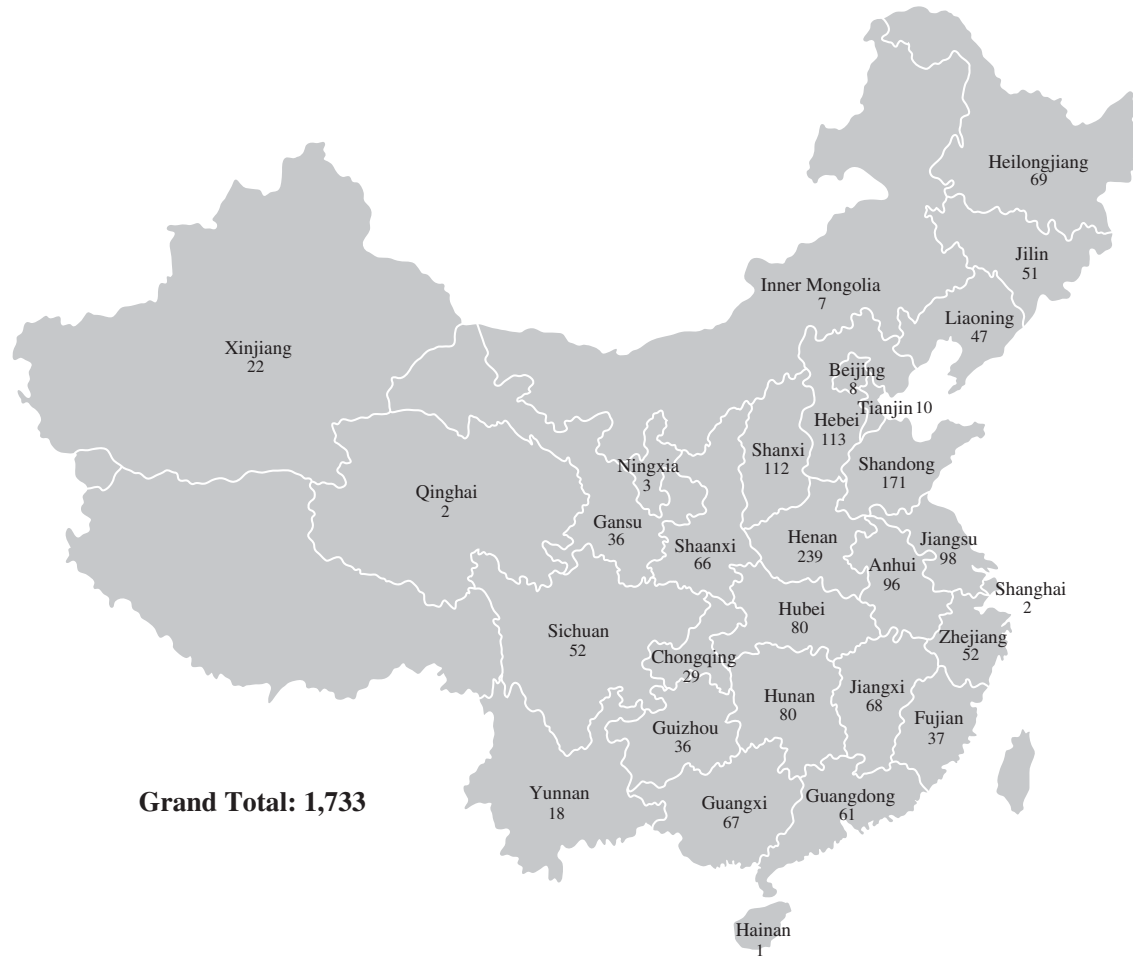 Heilongjiang
69
Jilin
51
Inner Mongolia
7
Liaoning
47
Xinjiang
22
Beijing
8
Tianjin 10
Hebei
113
Shanxi
112
Ningxia
3
Shandong
171
Qinghai
2
Gansu
36
Shaanxi
66
Henan
239
Jiangsu
98
Anhui
96
Shanghai
2
Hubei
80
Sichuan
52
Zhejiang
52
Chongqing
29
Hunan
80
Jiangxi
68
Fujian
37
Guizhou
36
Grand Total: 1,733
Yunnan
18
Guangxi
67
Guangdong
61
Hainan
1